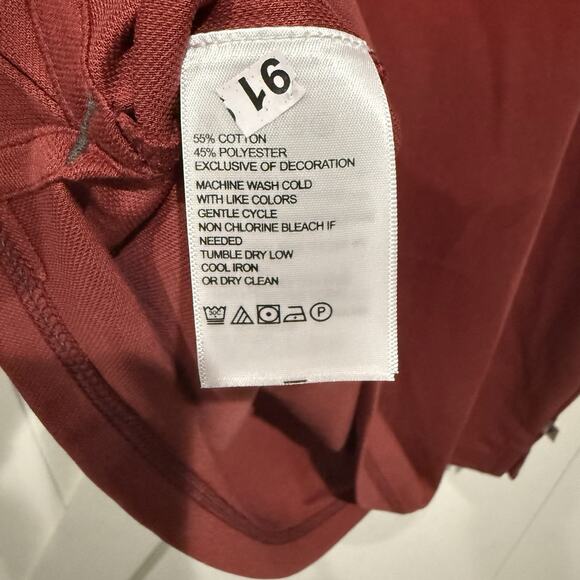 91
55% COTTON
45% POLYESTER
EXCLUSIVE OF DECORATION
MACHINE WASH COLD
WITH LIKE COLORS
GENTLE CYCLE
NON CHLORINE BLEACH IF
NEEDED
TUMBLE DRY LOW
COOL IRON
OR DRY CLEAN
P